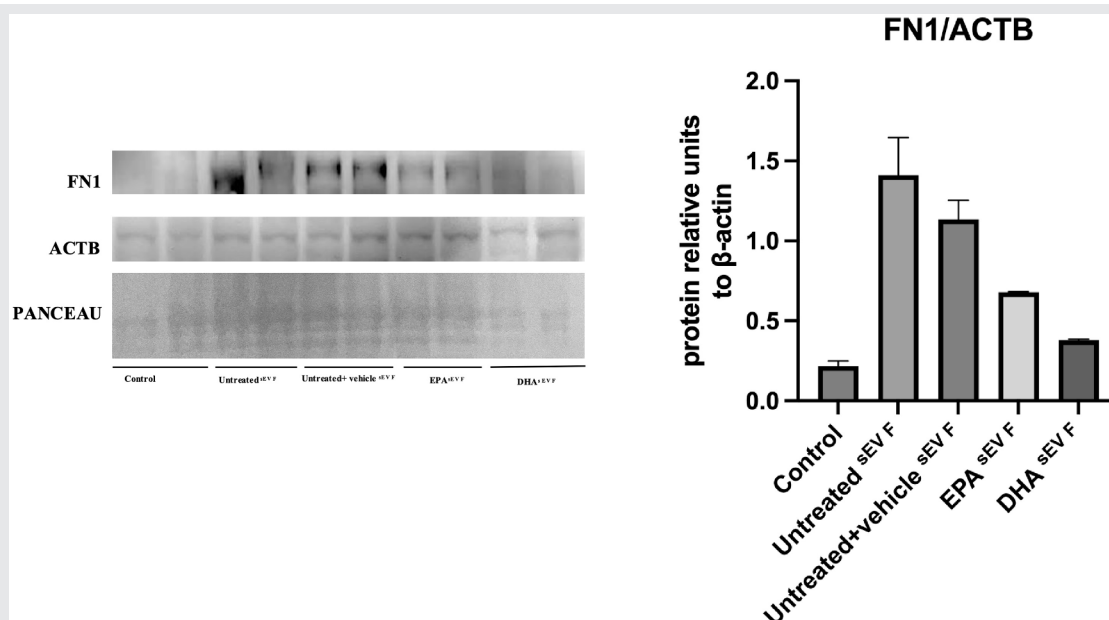 FN1
ACTB
PANCEAU
Control
Untreated sEV F
Untreated+ vehicle sEV F
EPA sEV F
DHA sEV F
FN1/ACTB
protein relative units
to β-actin
2.0
1.5
1.0
0.5
0.0
Control
Untreated sEV F
Untreated+vehicle sEV F
EPA sEV F
DHA sEV F